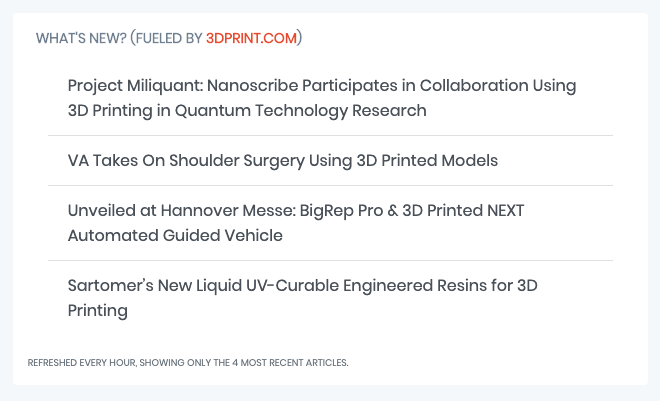 WHAT'S NEW? (FUELED BY 3DPRINT.COM)
Project Miliquant: Nanoscribe Participates in Collaboration Using
3D Printing in Quantum Technology Research
VA Takes On Shoulder Surgery Using 3D Printed Models
Unveiled at Hannover Messe: BigRep Pro & 3D Printed NEXT
Automated Guided Vehicle
Sartomer’s New Liquid UV-Curable Engineered Resins for 3D
Printing
REFRESHED EVERY HOUR, SHOWING ONLY THE 4 MOST RECENT ARTICLES.